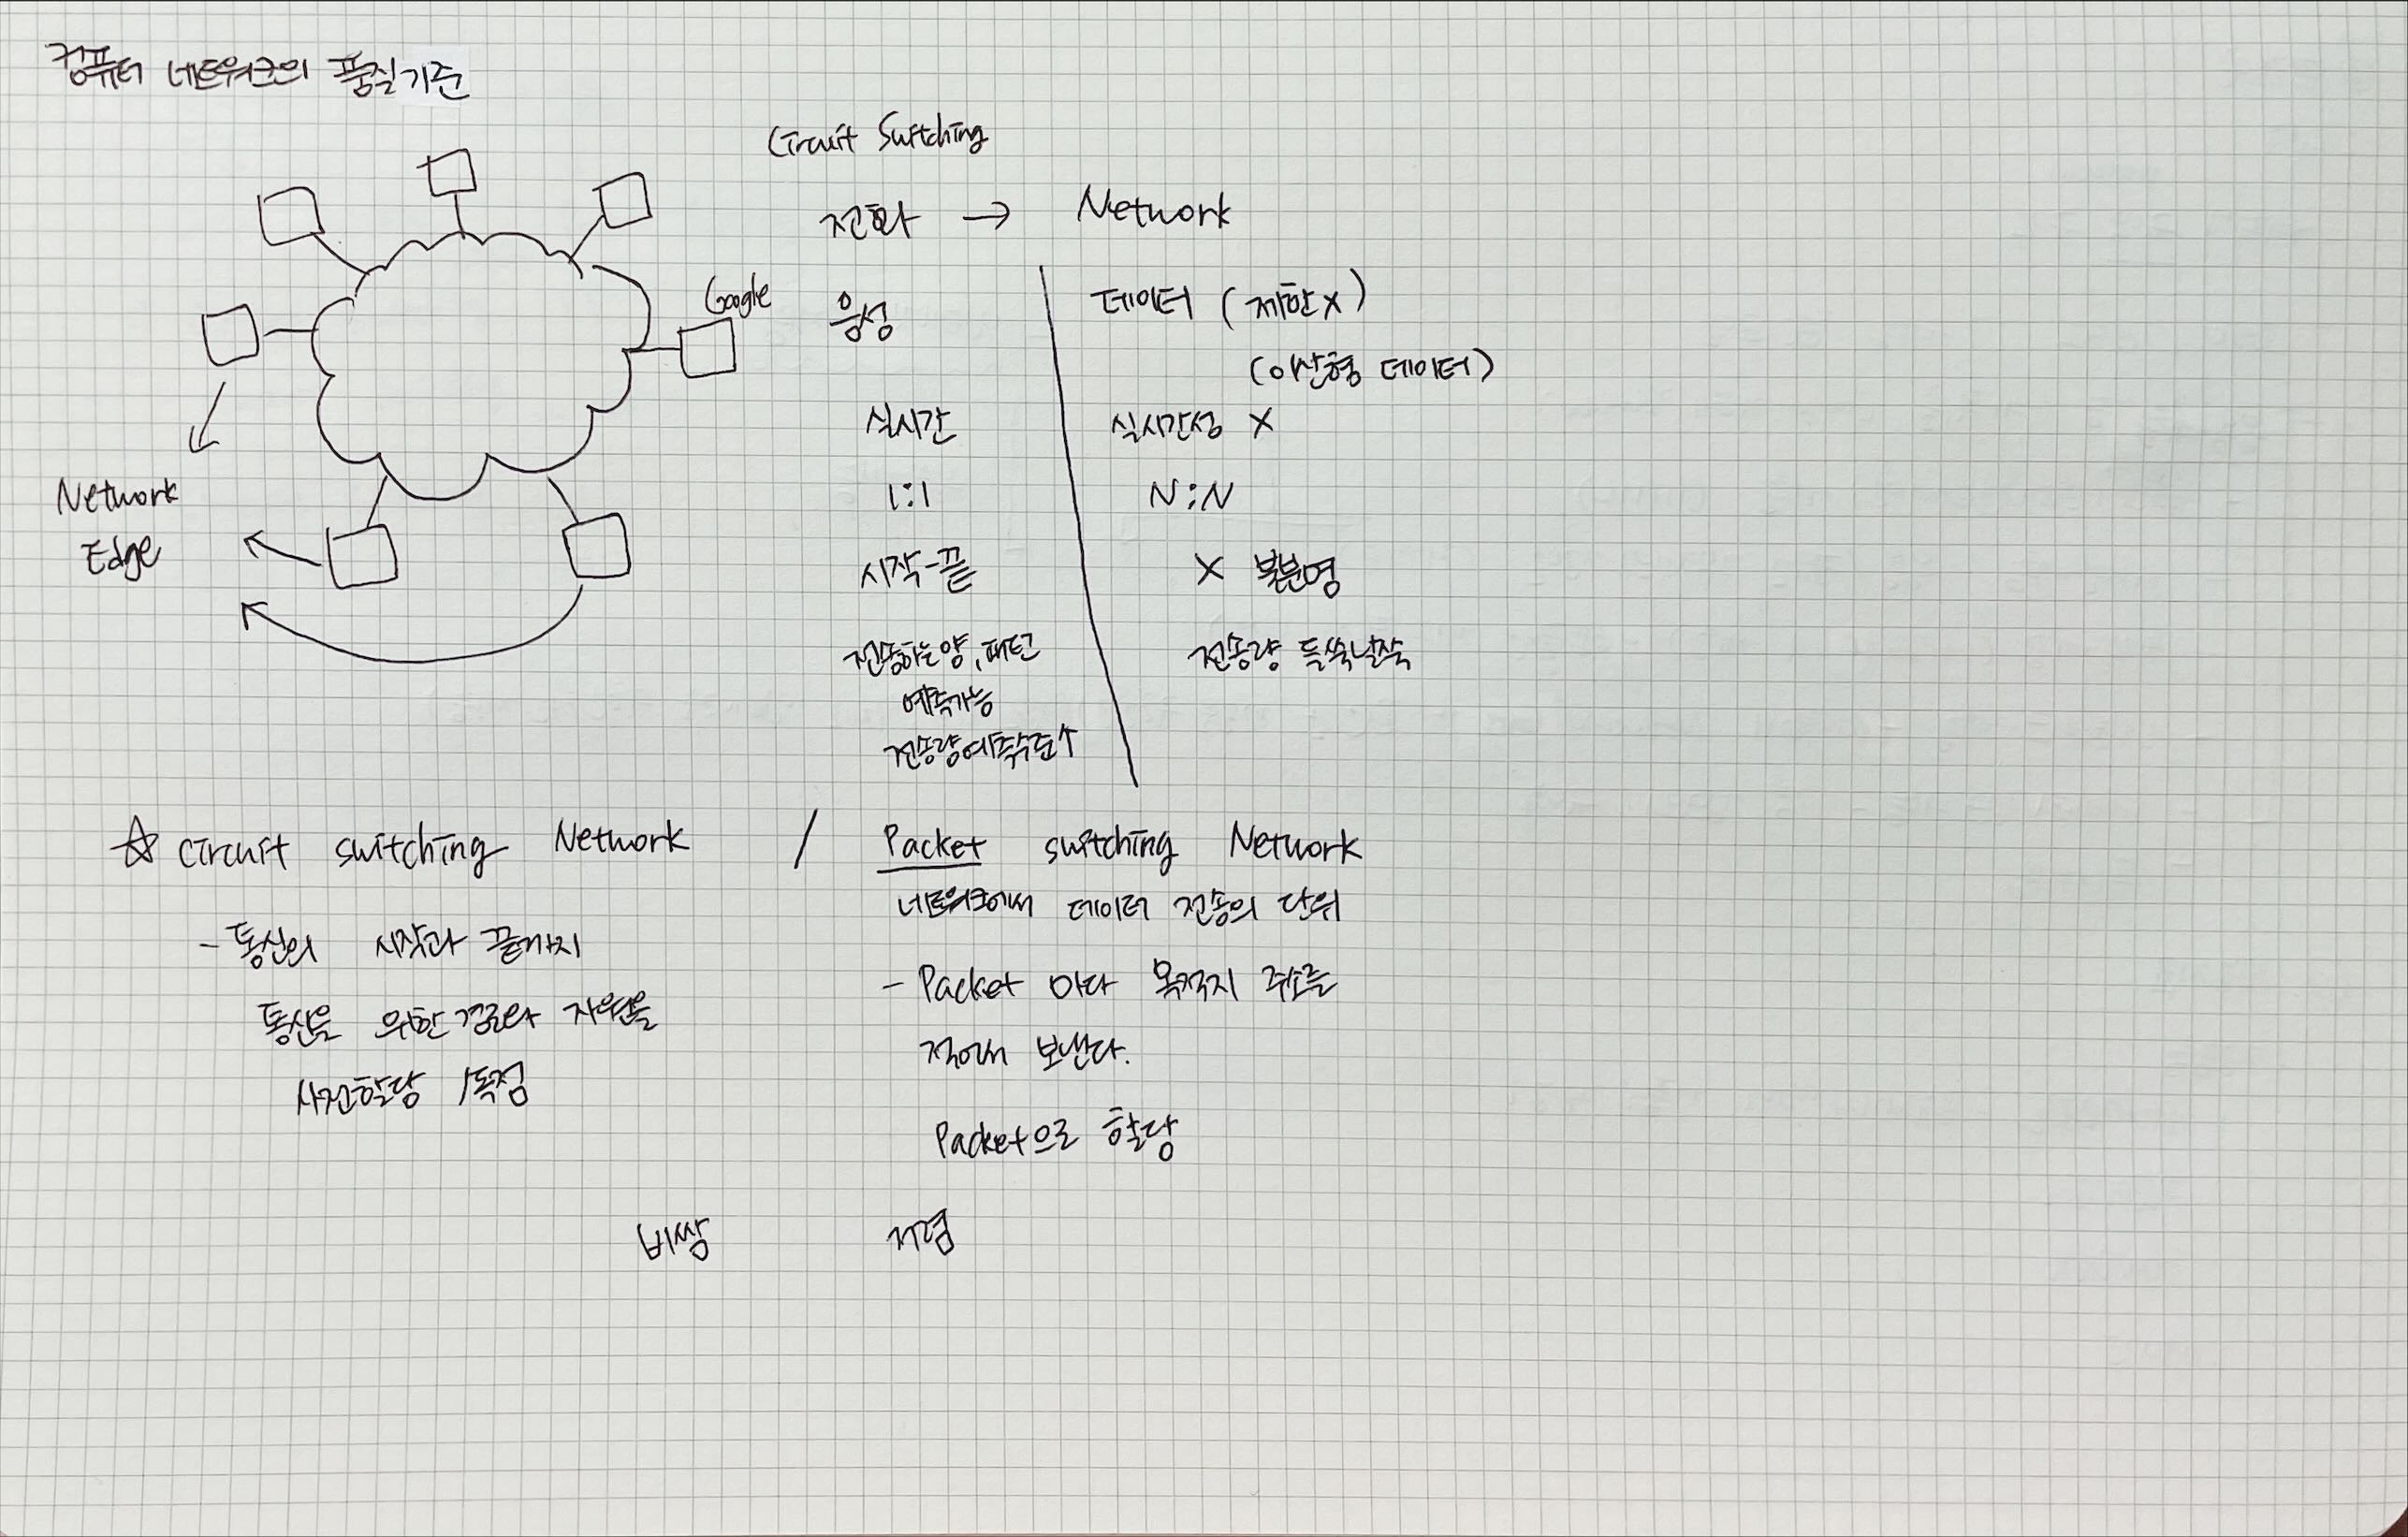 컴퓨터 네트워크의 품질기준
Circuit Switching
전화 → Network
Google
음성
데이터 (제한X)
(이산형 데이터)
실시간
실시간성 X
1:1
N:N
Network
Edge
시작-끝
X 불분명
전송하는양, 패턴
예측가능
전송량예측수준↑
전송량 들쑥날쑥
☆ circuit switching Network / Packet switching Network
네트워크에서 데이터 전송의 단위
- 통신의 시작과 끝까지
통신을 위한 경로와 자원을
사전할당 / 독점
- Packet 마다 목적지 주소를
적어서 보낸다.
Packet으로 할당
비쌈
저렴